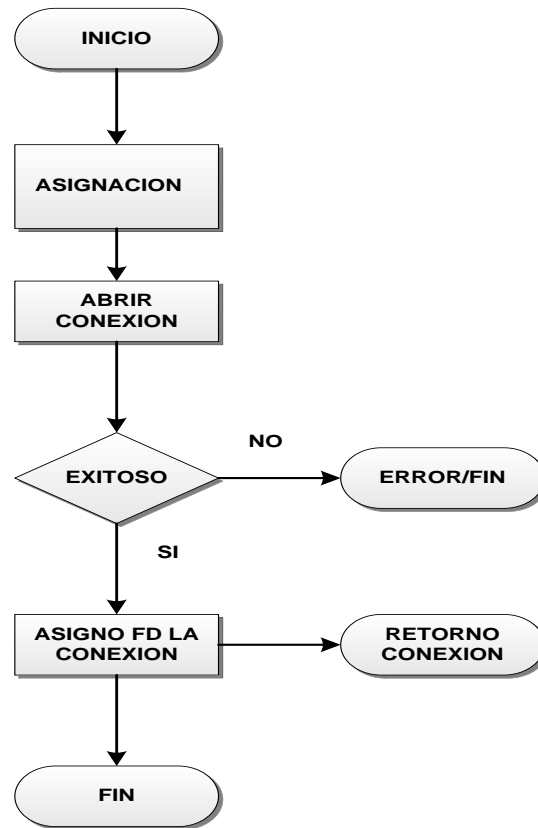 INICIO
ASIGNACION
ABRIR
CONEXION
NO
EXITOSO
ERROR/FIN
SI
ASIGNO FD LA
CONEXION
RETORNO
CONEXION
FIN